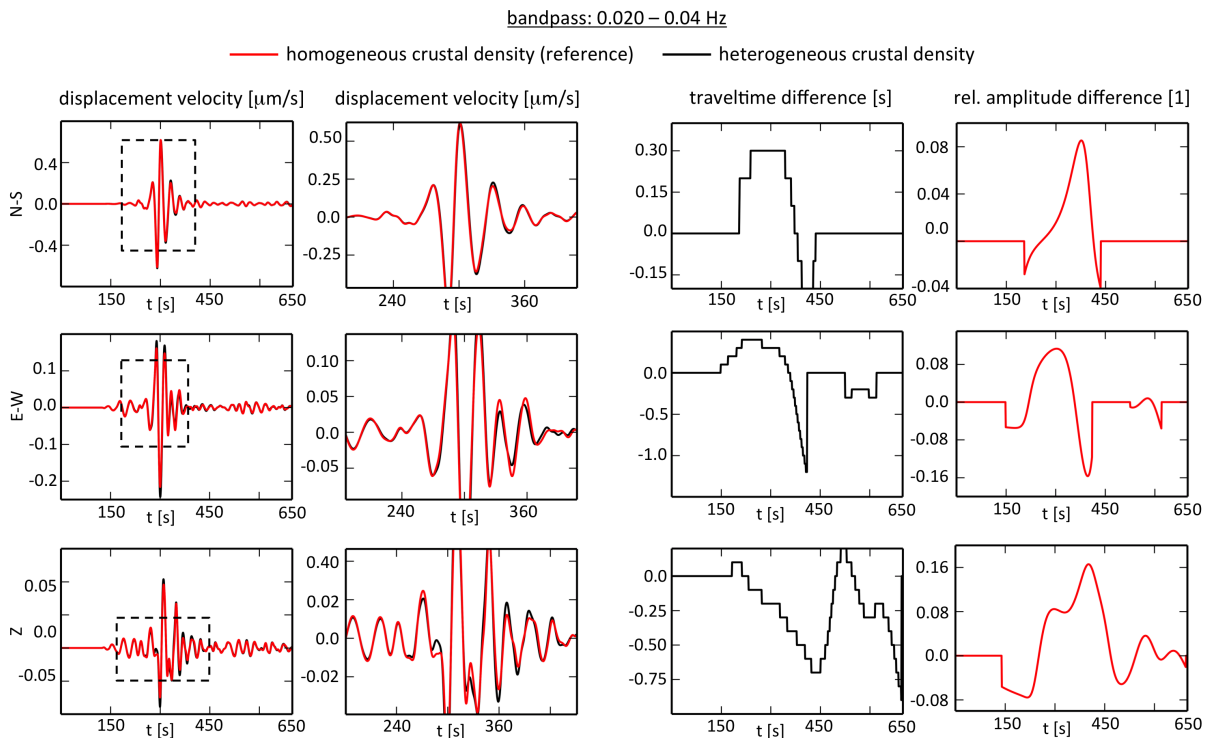 bandpass: 0.020 – 0.04 Hz
homogeneous crustal density (reference) heterogeneous crustal density
displacement velocity [μm/s] displacement velocity [μm/s] traveltime difference [s] rel. amplitude difference [1]
N-S
0.4
0.0
-0.4
150 450 650
t [s]
0.50
0.25
0.0
-0.25
240 360
t [s]
0.30
0.15
0.0
-0.15
150 450 650
t [s]
0.08
0.04
0.0
-0.04
150 450 650
t [s]
E-W
0.1
0.0
-0.1
-0.2
150 450 650
t [s]
0.10
0.05
0.0
-0.05
240 360
t [s]
0.0
-0.5
-1.0
150 450 650
t [s]
0.08
0.0
-0.08
-0.16
150 450 650
t [s]
Z
0.05
0.0
-0.05
150 450 650
t [s]
0.04
0.02
0.0
-0.02
240 360
t [s]
0.0
-0.25
-0.50
-0.75
150 450 650
t [s]
0.16
0.08
0.0
-0.08
150 450 650
t [s]